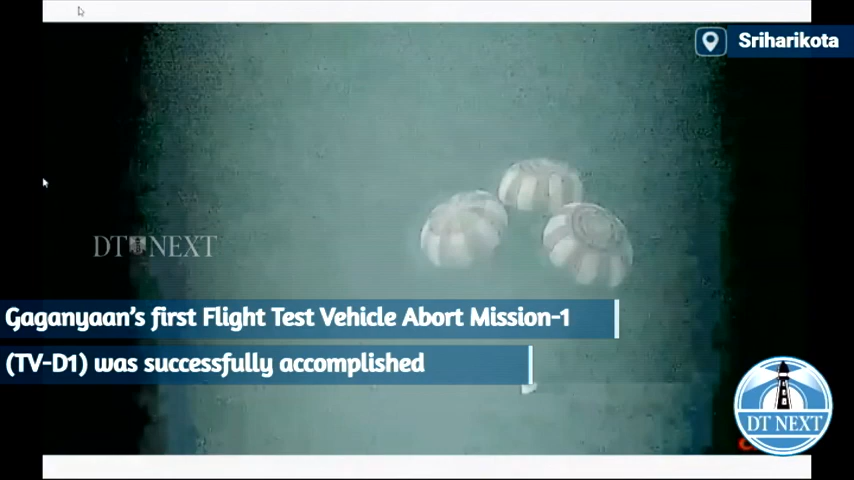 Sriharikota
DT NEXT
Gaganyaan's first Flight Test Vehicle Abort Mission-1
(TV-D1) was successfully accomplished
DT NEXT